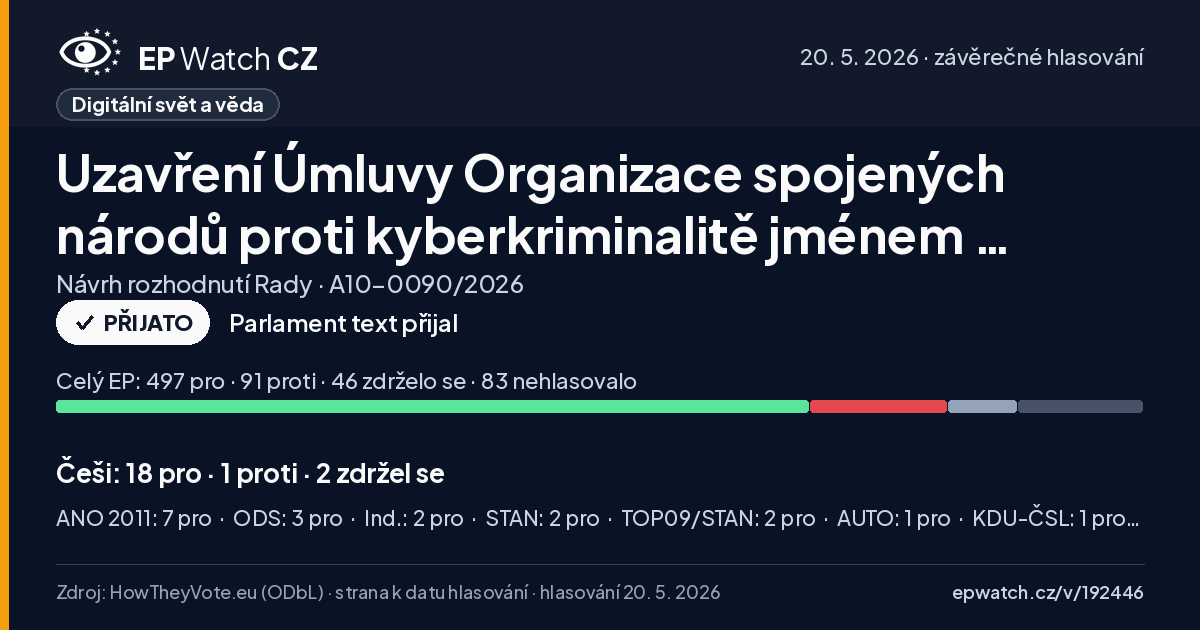 EP Watch CZ
20. 5. 2026 · závěrečné hlasování
Digitální svět a věda
Uzavření Úmluvy Organizace spojených
národů proti kyberkriminalitě jménem …
Návrh rozhodnutí Rady · A10-0090/2026
✓ PŘIJATO Parlament text přijal
Celý EP: 497 pro · 91 proti · 46 zdrželo se · 83 nehlasovalo
Češi: 18 pro · 1 proti · 2 zdržel se
ANO 2011: 7 pro · ODS: 3 pro · Ind.: 2 pro · STAN: 2 pro · TOP09/STAN: 2 pro · AUTO: 1 pro · KDU-ČSL: 1 pro…
Zdroj: HowTheyVote.eu (ODbL) · strana k datu hlasování · hlasování 20. 5. 2026
epwatch.cz/v/192446